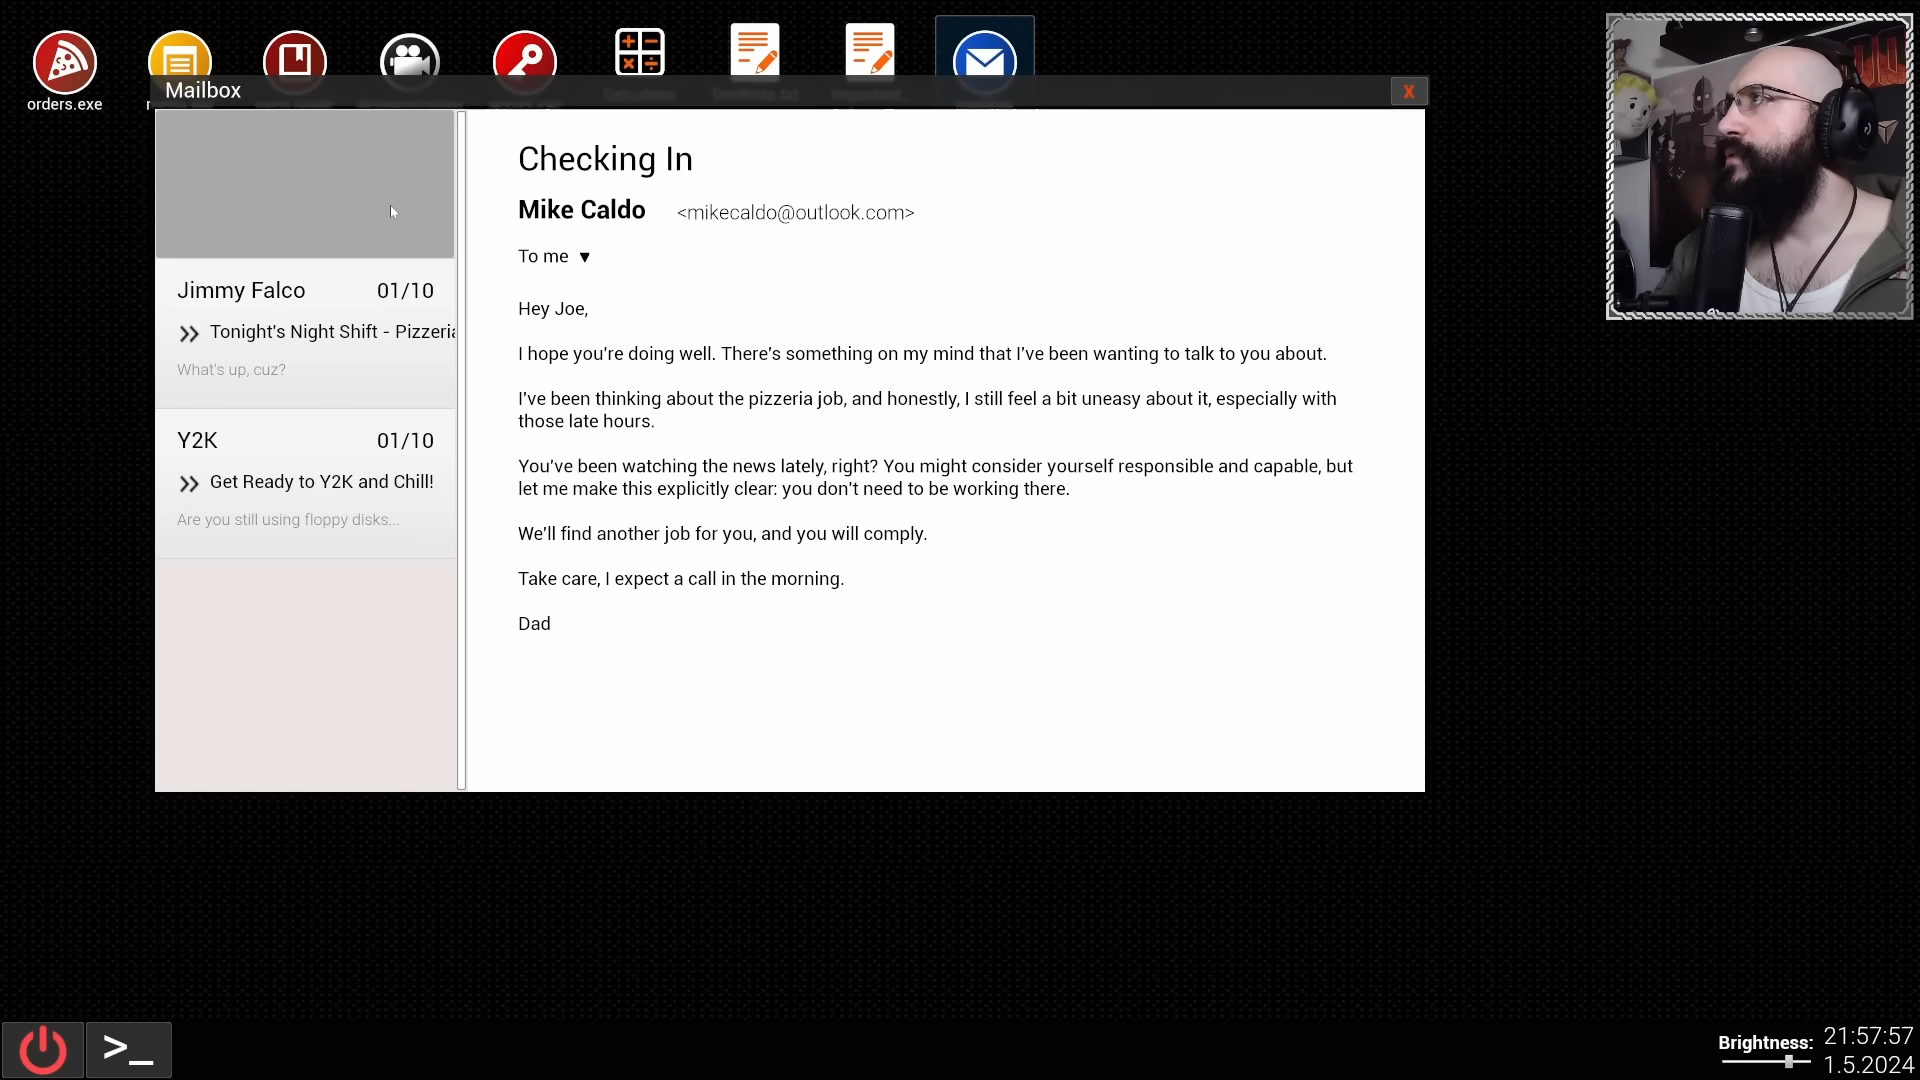 orders.exe
Mailbox
X
Jimmy Falco 01/10
Tonight's Night Shift - Pizzeria
What's up, cuz?
Y2K 01/10
Get Ready to Y2K and Chill!
Are you still using floppy disks...
Checking In
Mike Caldo <mikecaldo@outlook.com>
To me ▼
Hey Joe,
I hope you're doing well. There's something on my mind that I've been wanting to talk to you about.
I've been thinking about the pizzeria job, and honestly, I still feel a bit uneasy about it, especially with
those late hours.
You've been watching the news lately, right? You might consider yourself responsible and capable, but
let me make this explicitly clear: you don't need to be working there.
We'll find another job for you, and you will comply.
Take care, I expect a call in the morning.
Dad
>_
Brightness: 21:57:57
1.5.2024